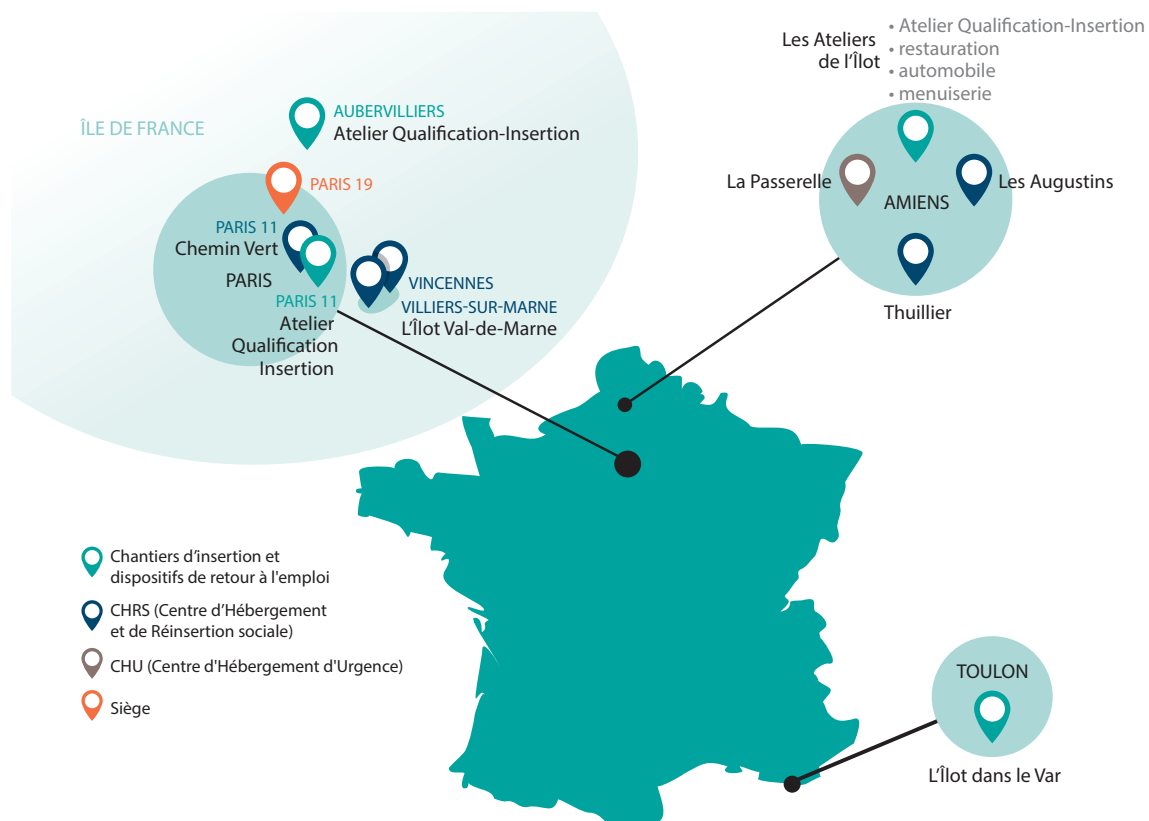 Les Ateliers
de l'Îlot
• Atelier Qualification-Insertion
• restauration
• automobile
• menuiserie
ÎLE DE FRANCE
AUBERVILLIERS
Atelier Qualification-Insertion
PARIS 19
PARIS 11
Chemin Vert
PARIS
PARIS 11
Atelier
Qualification
Insertion
VINCENNES
VILLIERS-SUR-MARNE
L'Îlot Val-de-Marne
La Passerelle
Les Augustins
AMIENS
Thuillier
Chantiers d'insertion et
dispositifs de retour à l'emploi
CHRS (Centre d'Hébergement
et de Réinsertion sociale)
CHU (Centre d'Hébergement d'Urgence)
Siège
TOULON
L'Îlot dans le Var